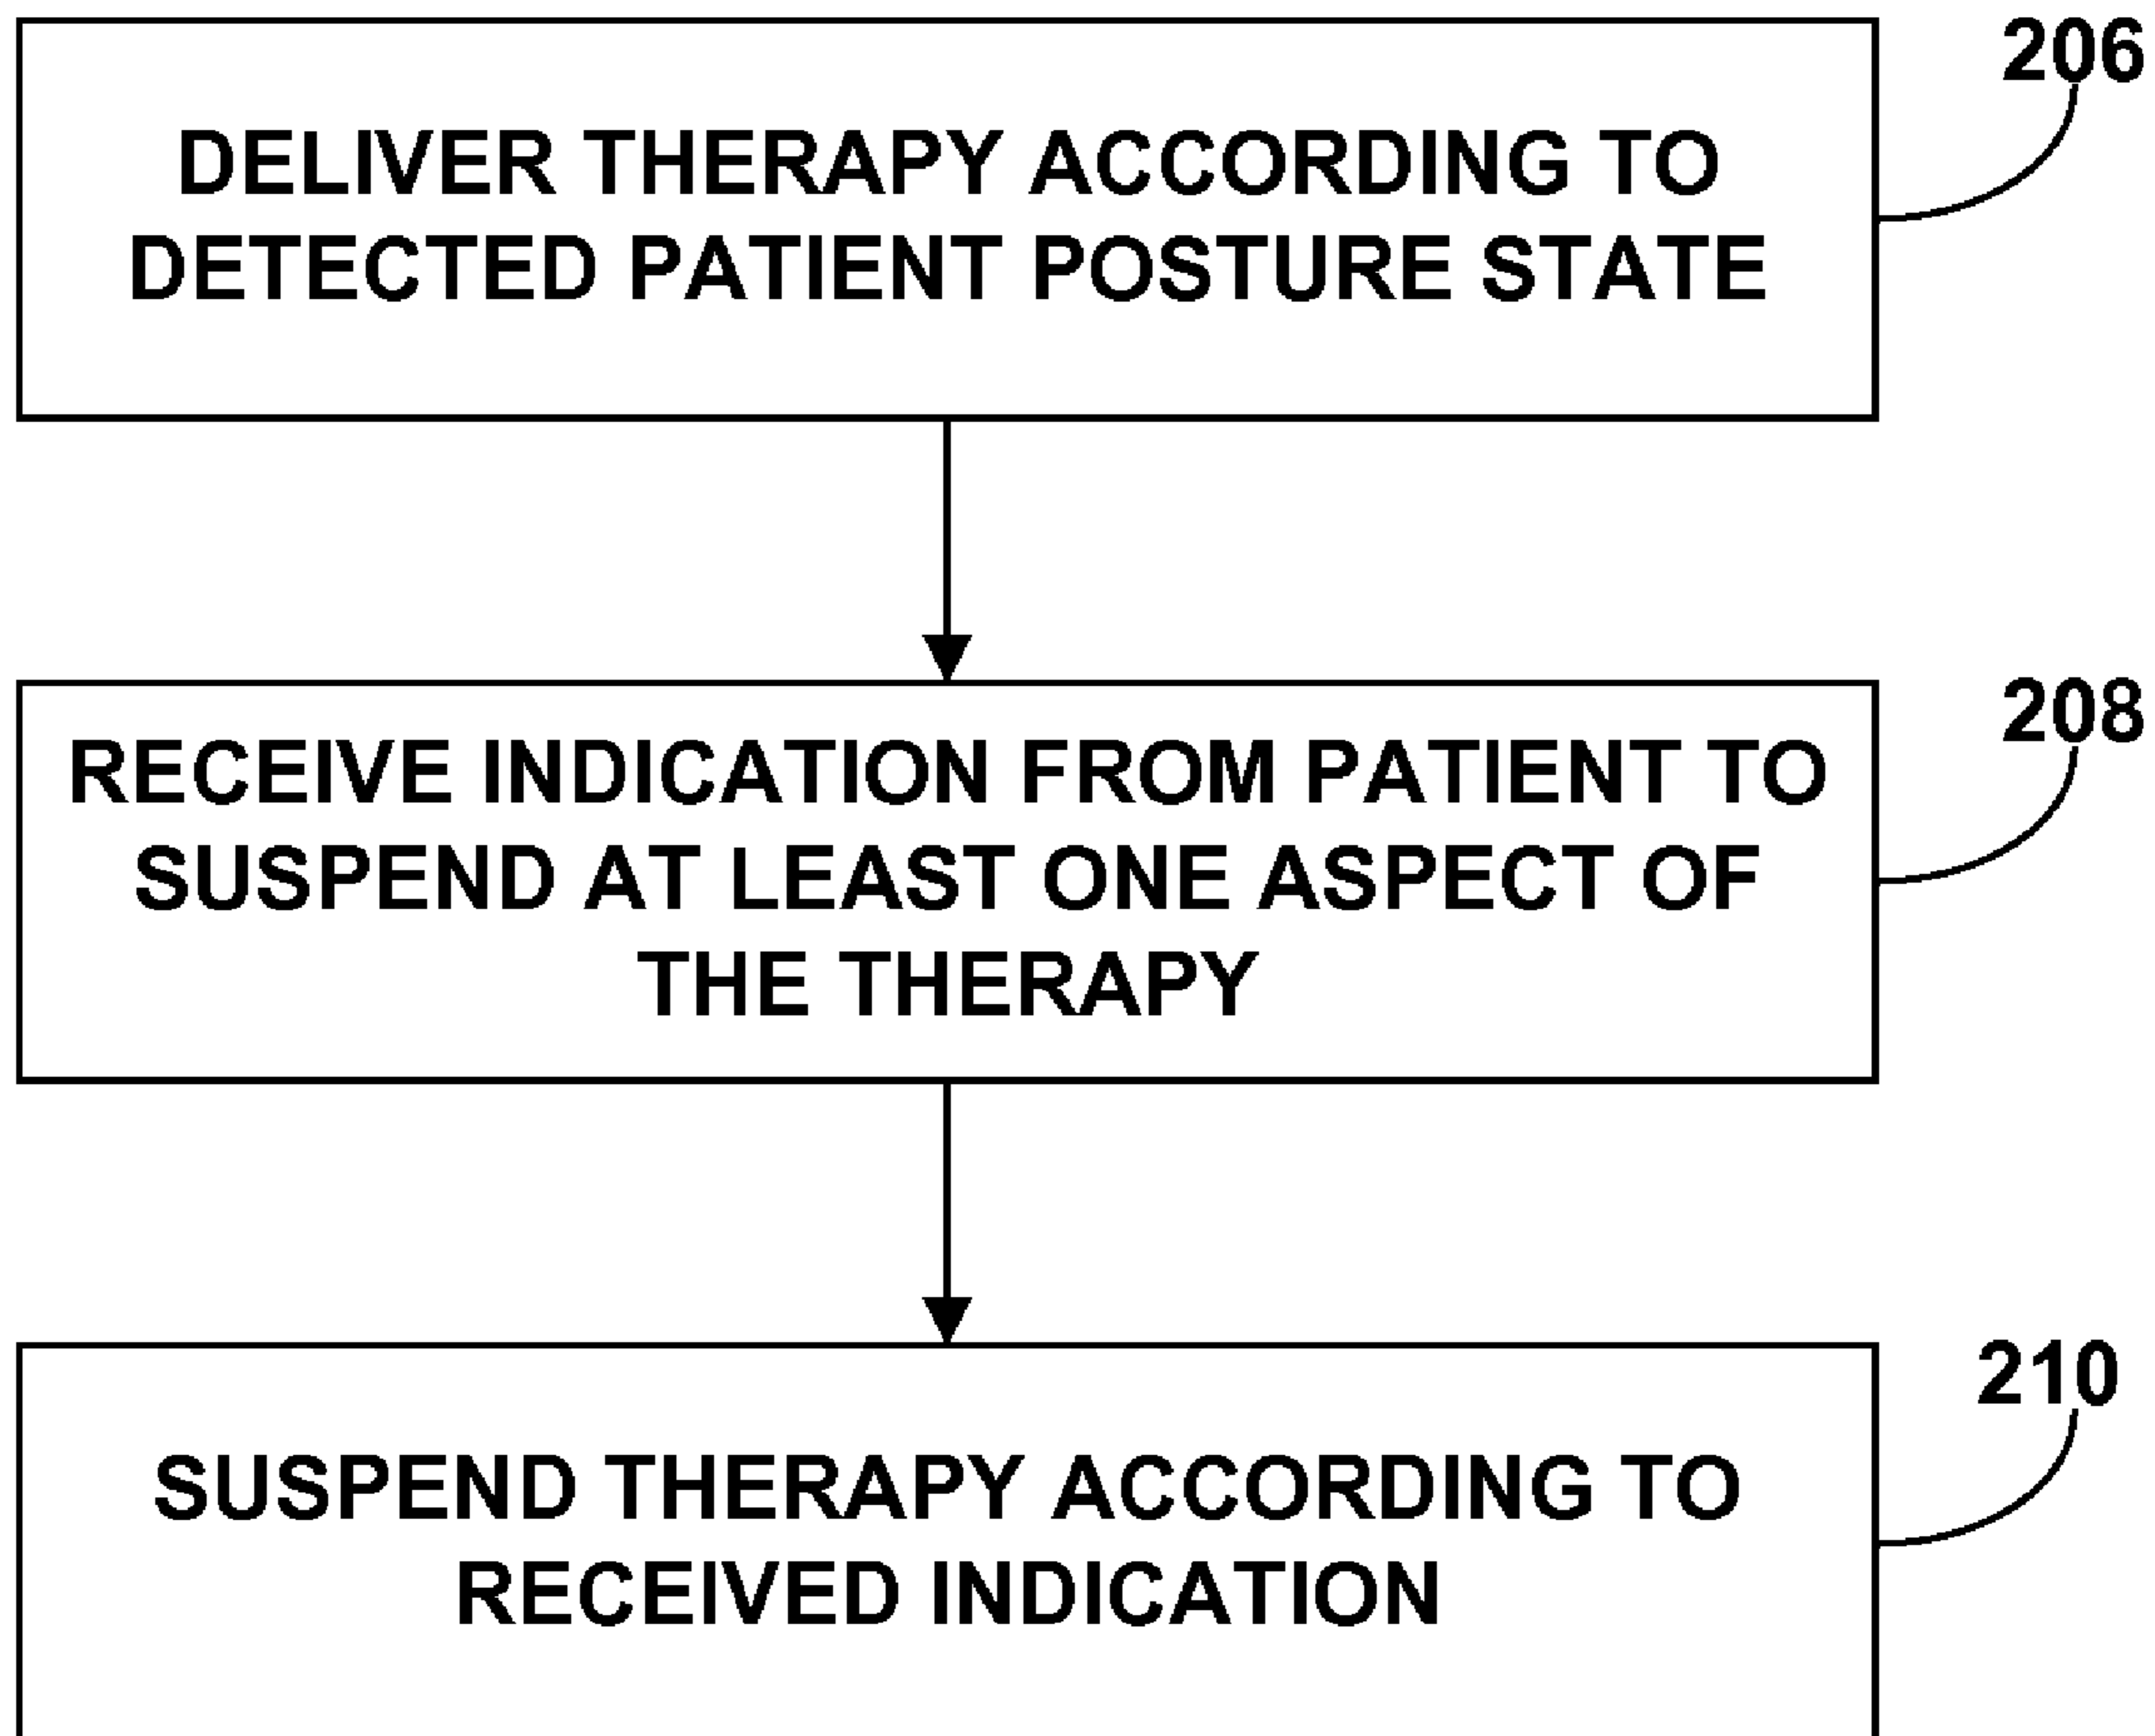 206
DELIVER THERAPY ACCORDING TO
DETECTED PATIENT POSTURE STATE
208
RECEIVE INDICATION FROM PATIENT TO
SUSPEND AT LEAST ONE ASPECT OF
THE THERAPY
210
SUSPEND THERAPY ACCORDING TO
RECEIVED INDICATION